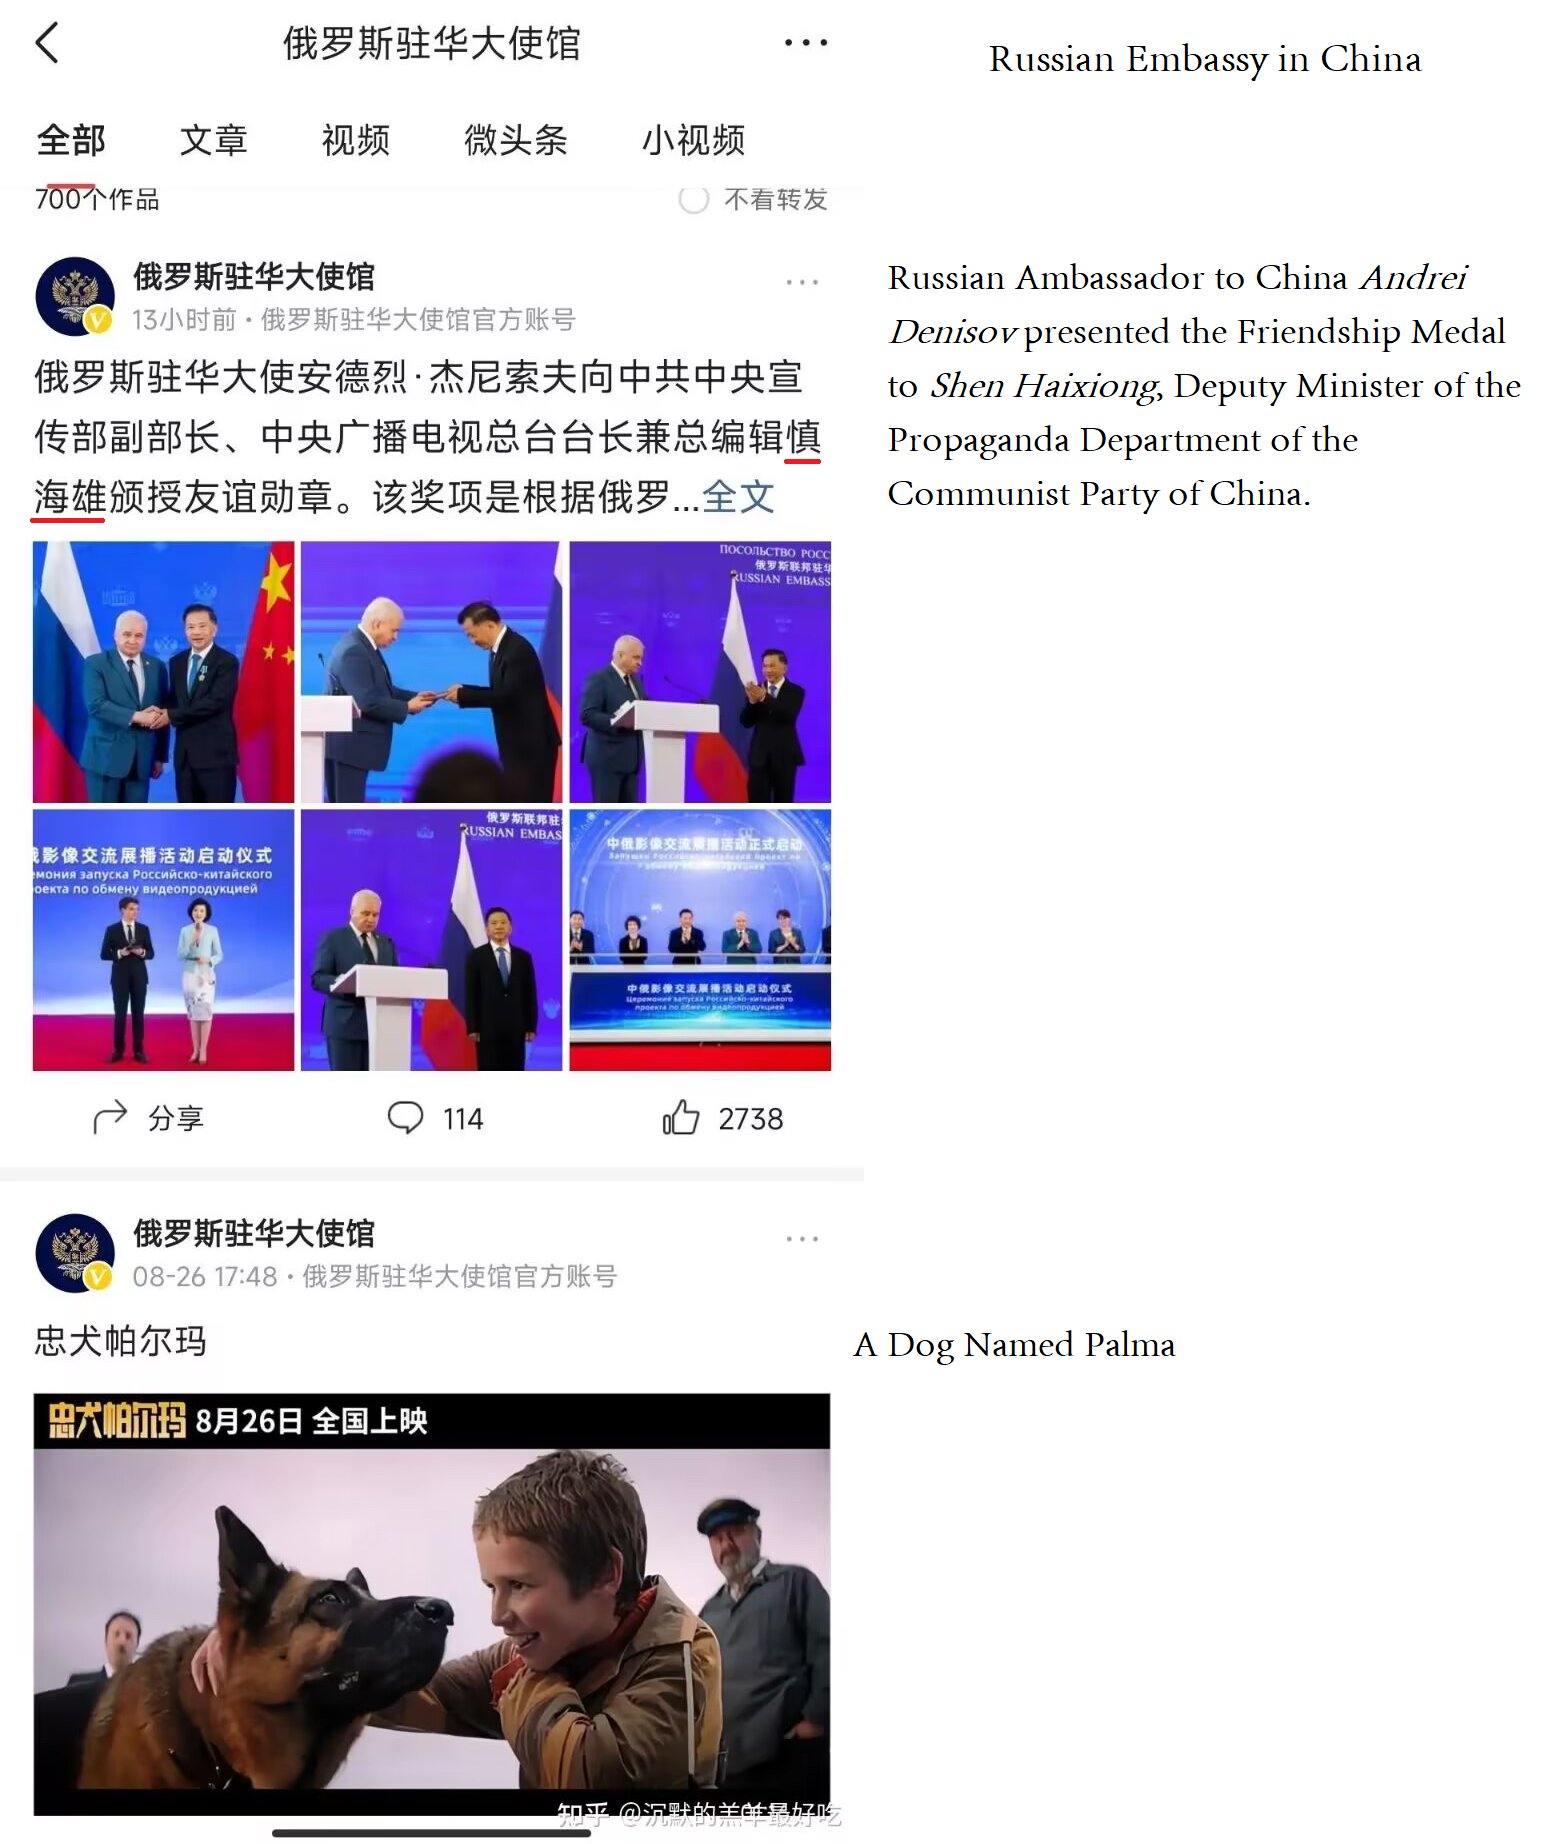 俄罗斯驻华大使馆
Russian Embassy in China
全部 文章 视频 微头条 小视频
700个作品 不看转发
俄罗斯驻华大使馆
13小时前·俄罗斯驻华大使馆官方账号
俄罗斯驻华大使安德烈·杰尼索夫向中共中央宣
传部副部长、中央广播电视总台台长兼总编辑慎
海雄颁授友谊勋章。该奖项是根据俄罗...全文
Russian Ambassador to China Andrei
Denisov presented the Friendship Medal
to Shen Haixiong, Deputy Minister of the
Propaganda Department of the
Communist Party of China.
ПОСОЛЬСТВО РОСС
俄罗斯联邦驻华
RUSSIAN EMBASS
影像交流展播活动启动仪式
емония запуска Российско-китайского
роекта по обмену видеопродукцией
俄罗斯联邦驻
RUSSIAN EMBAS
中俄影像交流展播活动正式启动
Запущен Российско-китайский проект по
обмену видеопродукцией
中俄影像交流展播活动启动仪式
Церемония запуска Российско-китайского
проекта по обмену видеопродукцией
分享 114 2738
俄罗斯驻华大使馆
08-26 17:48·俄罗斯驻华大使馆官方账号
忠犬帕尔玛
A Dog Named Palma
忠犬帕尔玛 8月26日 全国上映
知乎 @沉默的羔羊最好吃